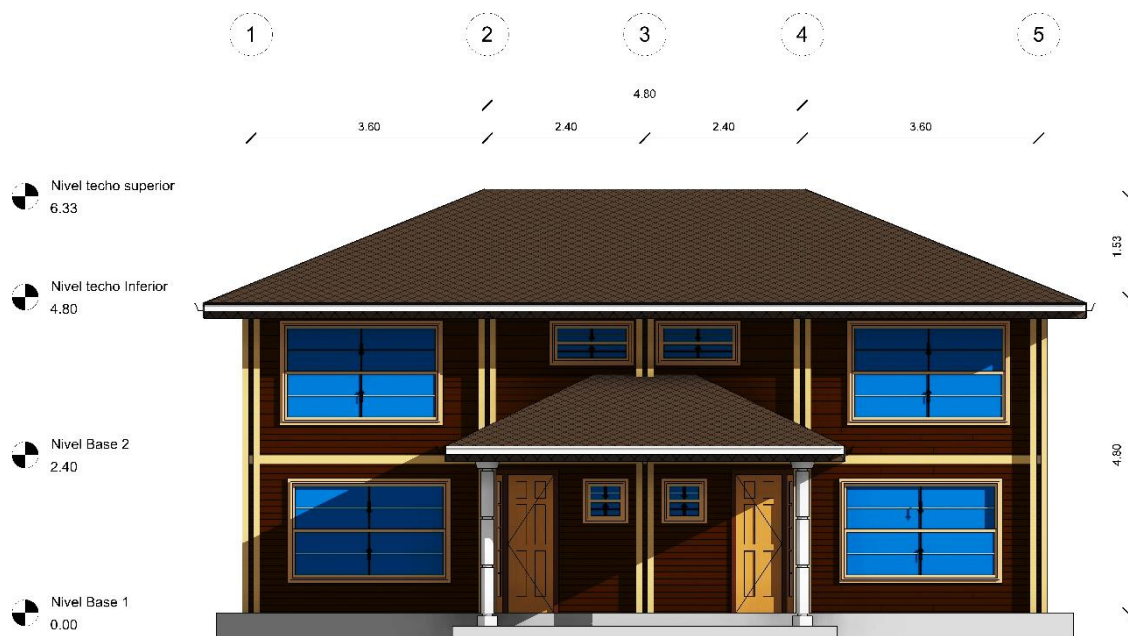 1 2 3 4 5
4.80
3.60 2.40 2.40 3.60
Nivel techo superior
6.33
1.53
Nivel techo Inferior
4.80
Nivel Base 2
2.40
4.80
Nivel Base 1
0.00